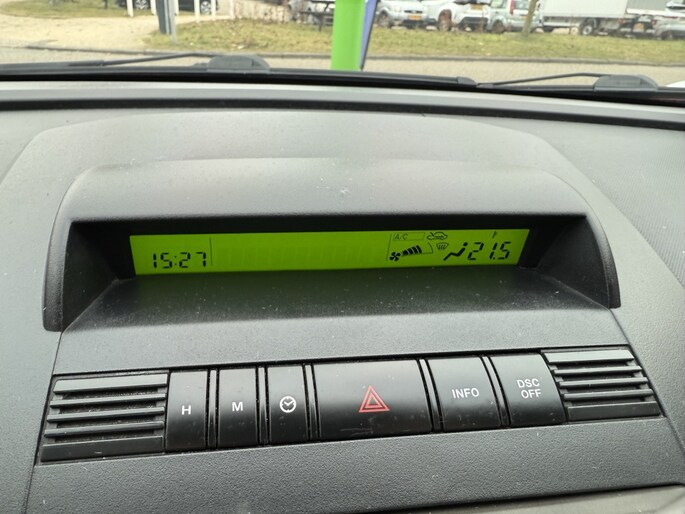 15:27
A/C
21.5
H
M
INFO
DSC
OFF